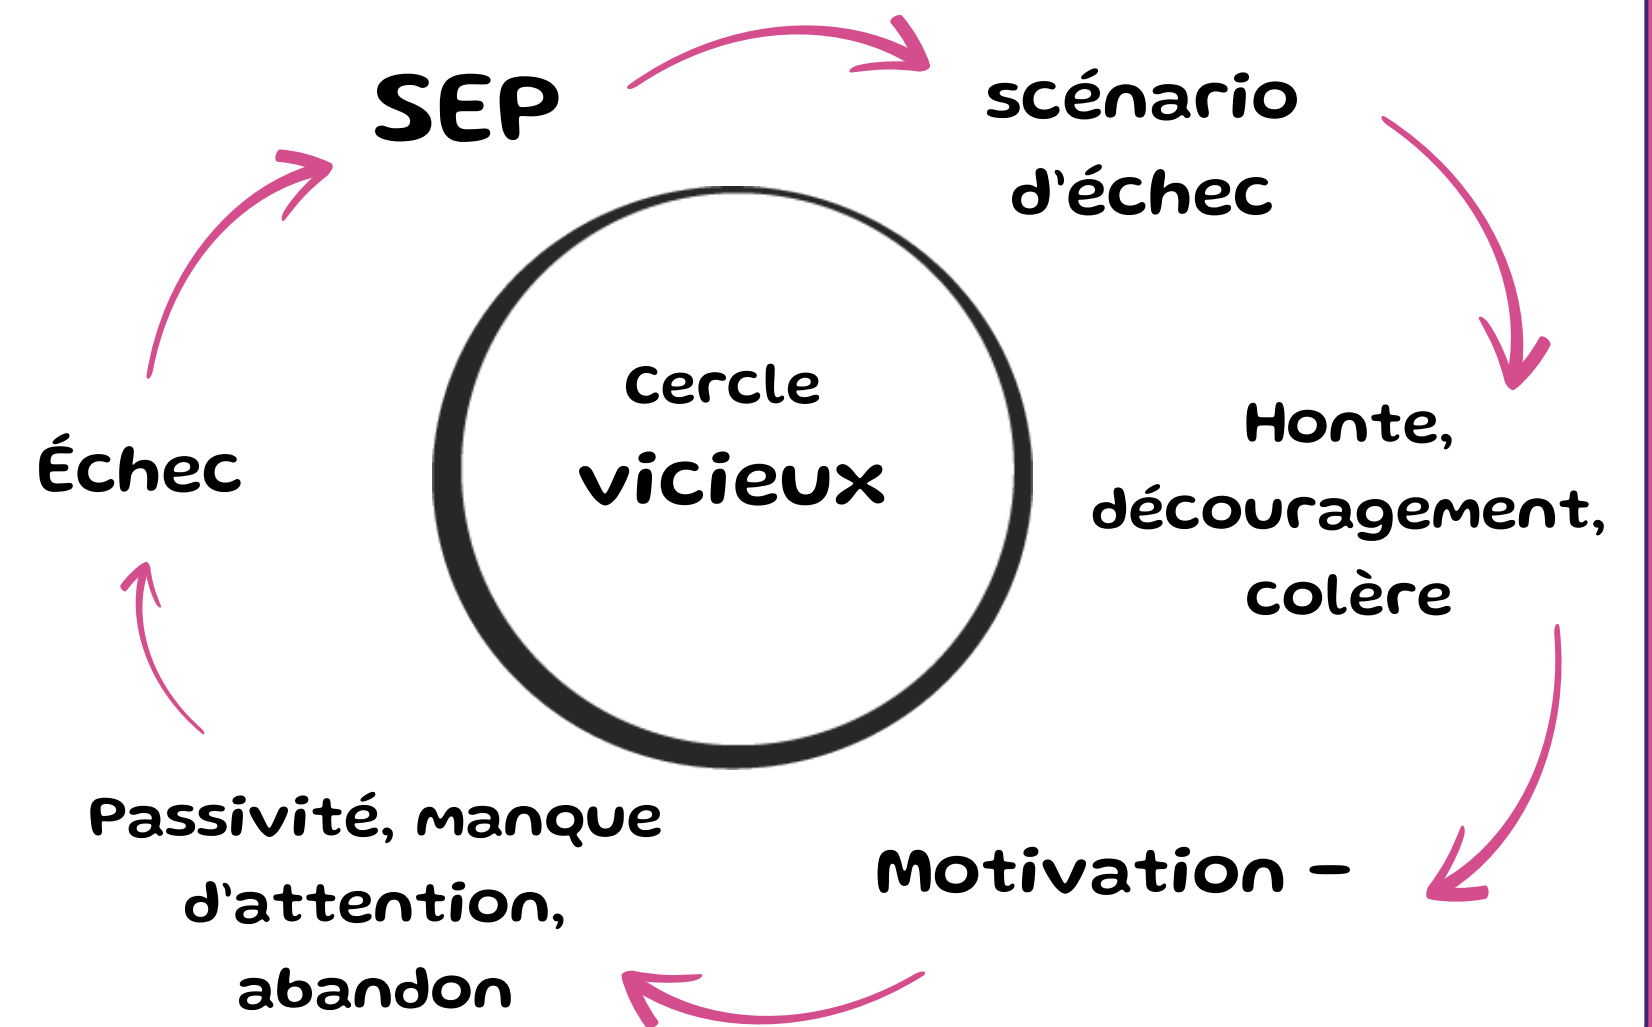 SEP
scénario
d'échec
Honte,
découragement,
colère
Motivation -
Passivité, manque
d'attention,
abandon
Échec
Cercle
vicieux